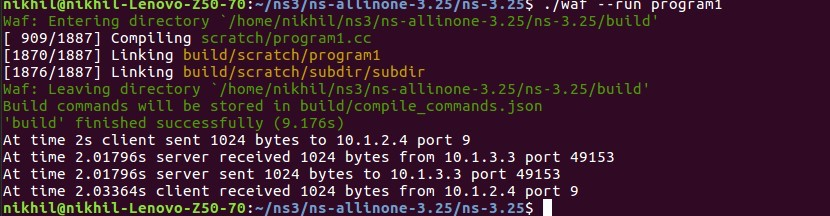 nikhil@nikhil-Lenovo-Z50-70:~/ns3/ns-allinone-3.25/ns-3.25$ ./waf --run program1
Waf: Entering directory `/home/nikhil/ns3/ns-allinone-3.25/ns-3.25/build'
[ 909/1887] Compiling scratch/program1.cc
[1870/1887] Linking build/scratch/program1
[1876/1887] Linking build/scratch/subdir/subdir
Waf: Leaving directory `/home/nikhil/ns3/ns-allinone-3.25/ns-3.25/build'
Build commands will be stored in build/compile_commands.json
'build' finished successfully (9.176s)
At time 2s client sent 1024 bytes to 10.1.2.4 port 9
At time 2.01796s server received 1024 bytes from 10.1.3.3 port 49153
At time 2.01796s server sent 1024 bytes to 10.1.3.3 port 49153
At time 2.03364s client received 1024 bytes from 10.1.2.4 port 9
nikhil@nikhil-Lenovo-Z50-70:~/ns3/ns-allinone-3.25/ns-3.25$